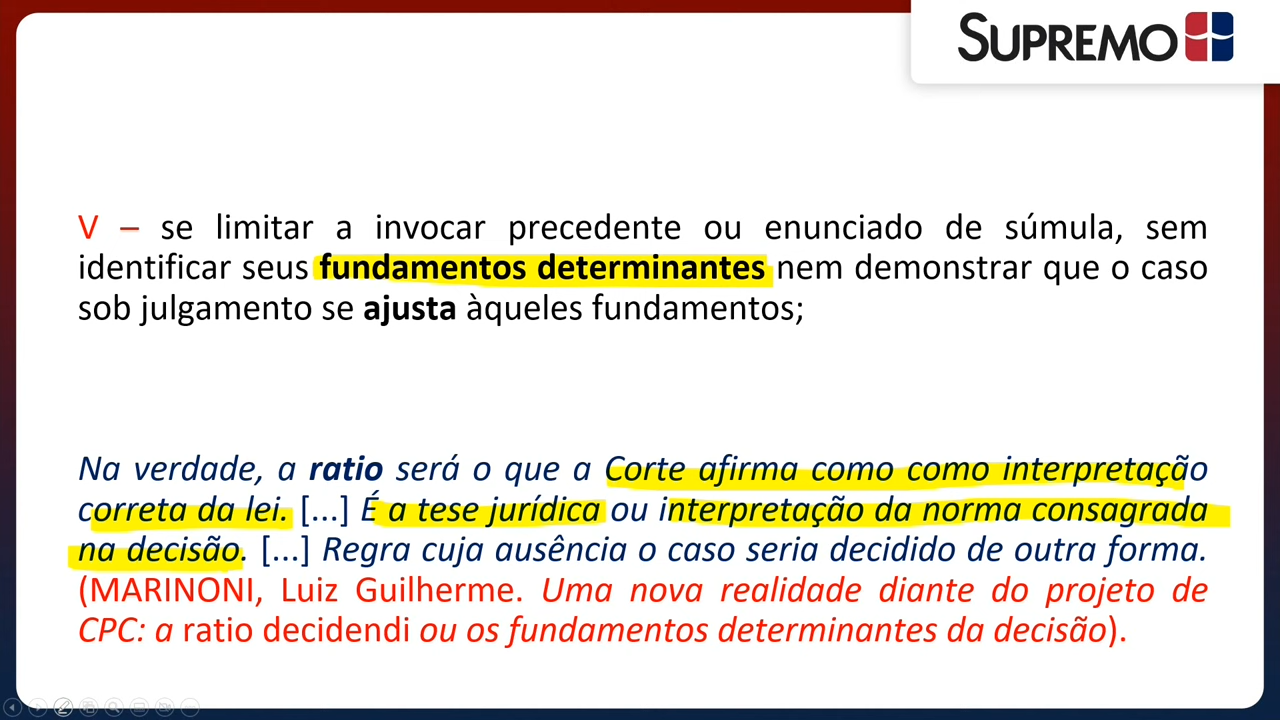 SUPREMO
V – se limitar a invocar precedente ou enunciado de súmula, sem
identificar seus fundamentos determinantes nem demonstrar que o caso
sob julgamento se ajusta àqueles fundamentos;
Na verdade, a ratio será o que a Corte afirma como como interpretação
correta da lei. [...] É a tese jurídica ou interpretação da norma consagrada
na decisão. [...] Regra cuja ausência o caso seria decidido de outra forma.
(MARINONI, Luiz Guilherme. Uma nova realidade diante do projeto de
CPC: a ratio decidendi ou os fundamentos determinantes da decisão).